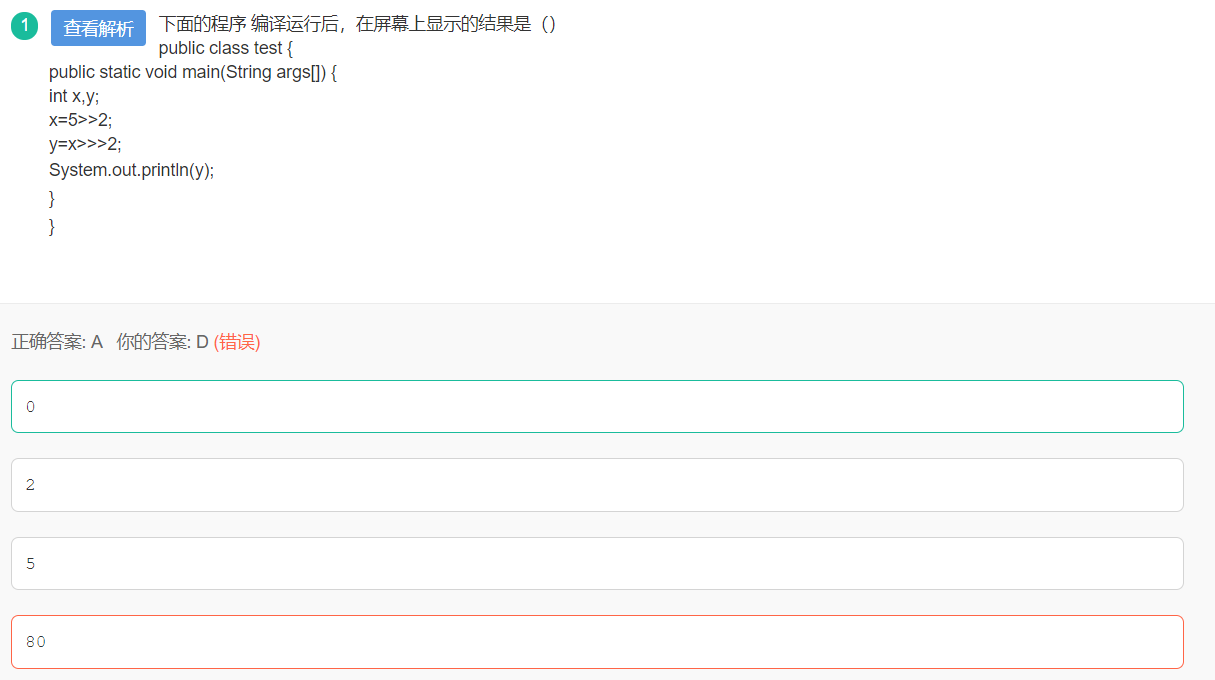 1 查看解析 下面的程序 编译运行后，在屏幕上显示的结果是（）
public class test {
public static void main(String args[]) {
int x,y;
x=5>>2;
y=x>>>2;
System.out.println(y);
}
}
正确答案: A 你的答案: D (错误)
0
2
5
80